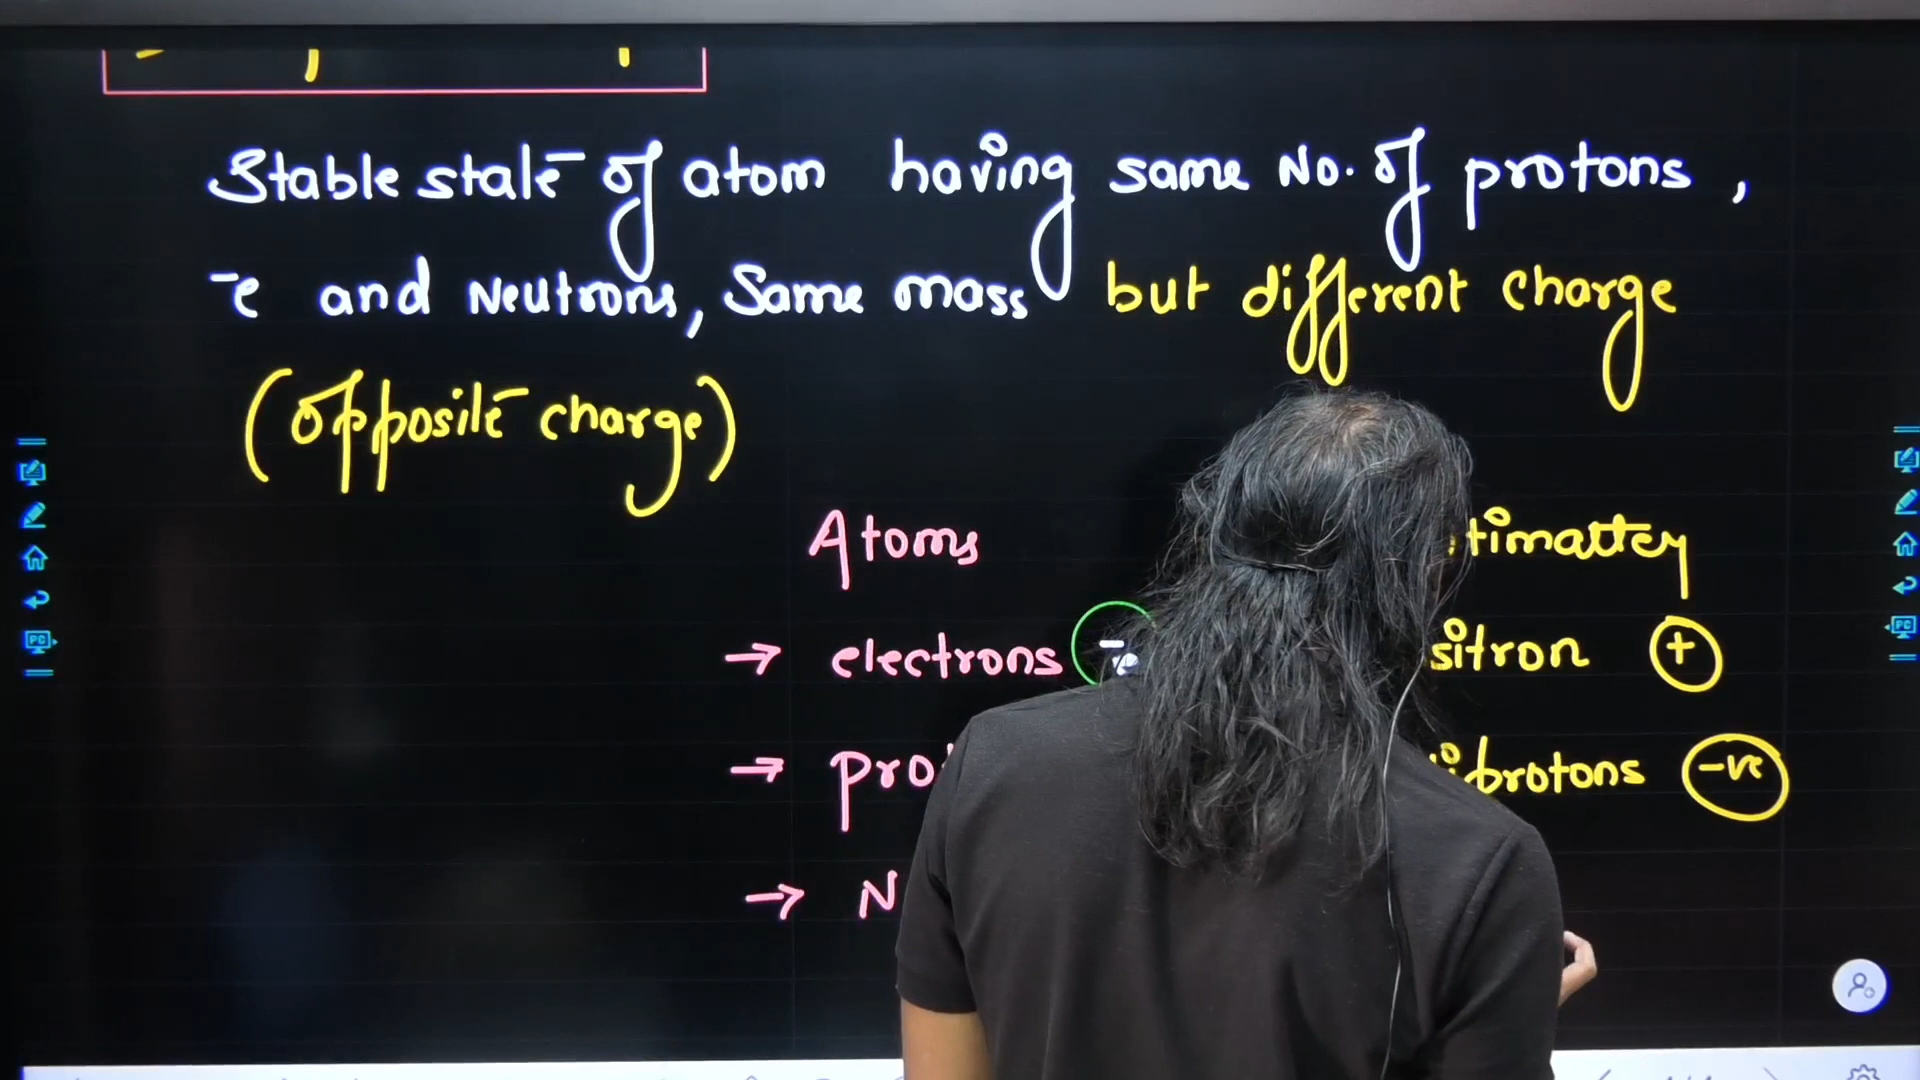 Stable state of atom having same No. of protons,
-e and Neutrons, Same mass but different charge
(opposite charge)
Atoms
electrons -e
sitron +
→ pro
brotons -ve
→ N